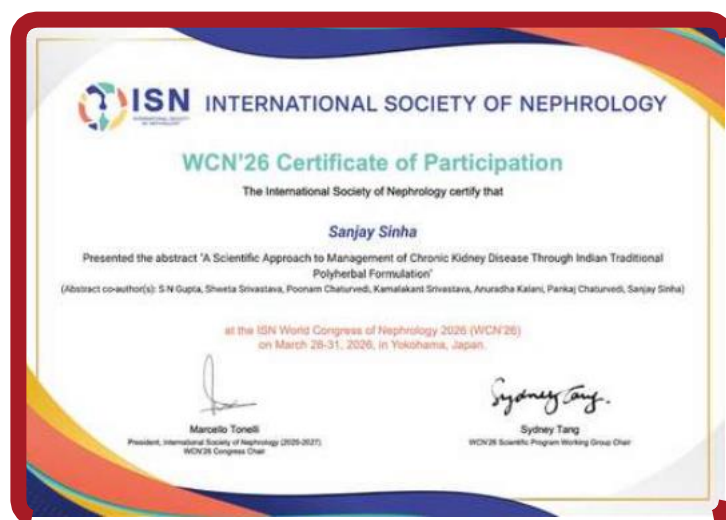 ISN INTERNATIONAL SOCIETY OF NEPHROLOGY
INTERNATIONAL SOCIETY
OF NEPHROLOGY
WCN'26 Certificate of Participation
The International Society of Nephrology certify that
Sanjay Sinha
Presented the abstract "A Scientific Approach to Management of Chronic Kidney Disease Through Indian Traditional
Polyherbal Formulation"
(Abstract co-author(s): S N Gupta, Shweta Srivastava, Poonam Chaturvedi, Kamalakant Srivastava, Anuradha Kalani, Pankaj Chaturvedi, Sanjay Sinha)
at the ISN World Congress of Nephrology 2026 (WCN'26)
on March 28-31, 2026, in Yokohama, Japan.
Sydney Tang.
Marcello Tonelli
President, International Society of Nephrology (2025-2027)
WCN'26 Congress Chair
Sydney Tang
WCN'26 Scientific Program Working Group Chair